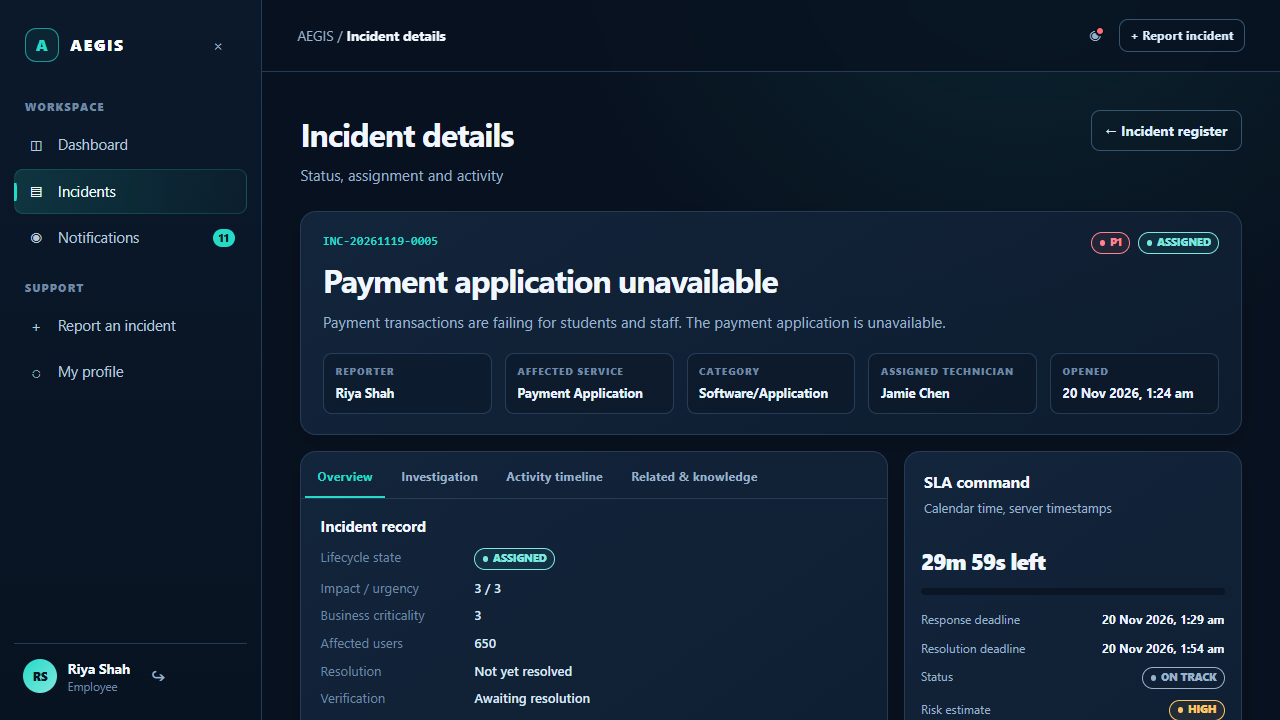 A AEGIS ×
WORKSPACE
Dashboard
Incidents
Notifications 11
SUPPORT
+ Report an incident
My profile
RS
Riya Shah
Employee
AEGIS / Incident details
+ Report incident
Incident details
Status, assignment and activity
← Incident register
INC-20261119-0005
P1 ASSIGNED
Payment application unavailable
Payment transactions are failing for students and staff. The payment application is unavailable.
REPORTER
Riya Shah
AFFECTED SERVICE
Payment Application
CATEGORY
Software/Application
ASSIGNED TECHNICIAN
Jamie Chen
OPENED
20 Nov 2026, 1:24 am
Overview Investigation Activity timeline Related & knowledge
Incident record
Lifecycle state ASSIGNED
Impact / urgency 3 / 3
Business criticality 3
Affected users 650
Resolution Not yet resolved
Verification Awaiting resolution
SLA command
Calendar time, server timestamps
29m 59s left
Response deadline 20 Nov 2026, 1:29 am
Resolution deadline 20 Nov 2026, 1:54 am
Status ON TRACK
Risk estimate HIGH